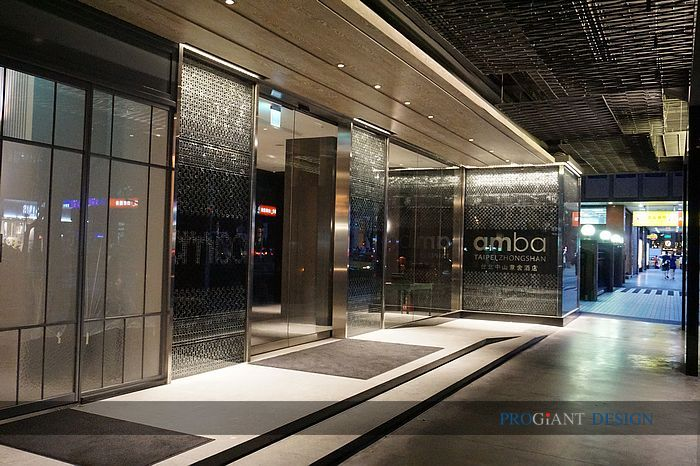 amba
TAIPEI ZHONGSHAN
台北中山意舍酒店
PROGiANT DESIGN